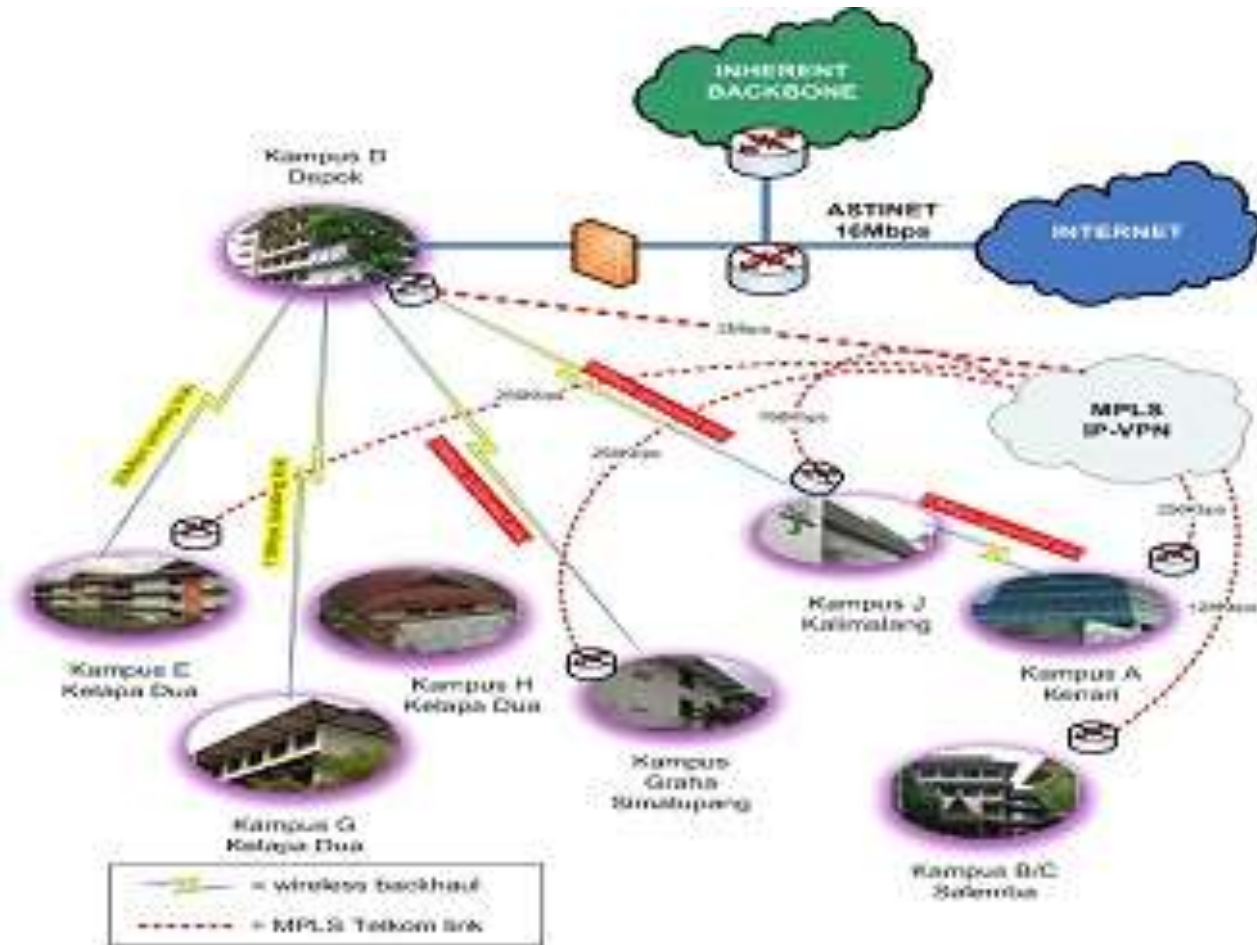 INHERENT
BACKBONE
Kampus D
Depok
ASTINET
16Mbps
INTERNET
MPLS
IP-VPN
Kampus E
Kelapa Dua
Kampus H
Kelapa Dua
Kampus G
Kelapa Dua
Kampus
Graha
Simatupang
Kampus J
Kalimalang
Kampus A
Kenari
Kampus B/C
Salemba
= wireless backhaul
= MPLS Telkom link